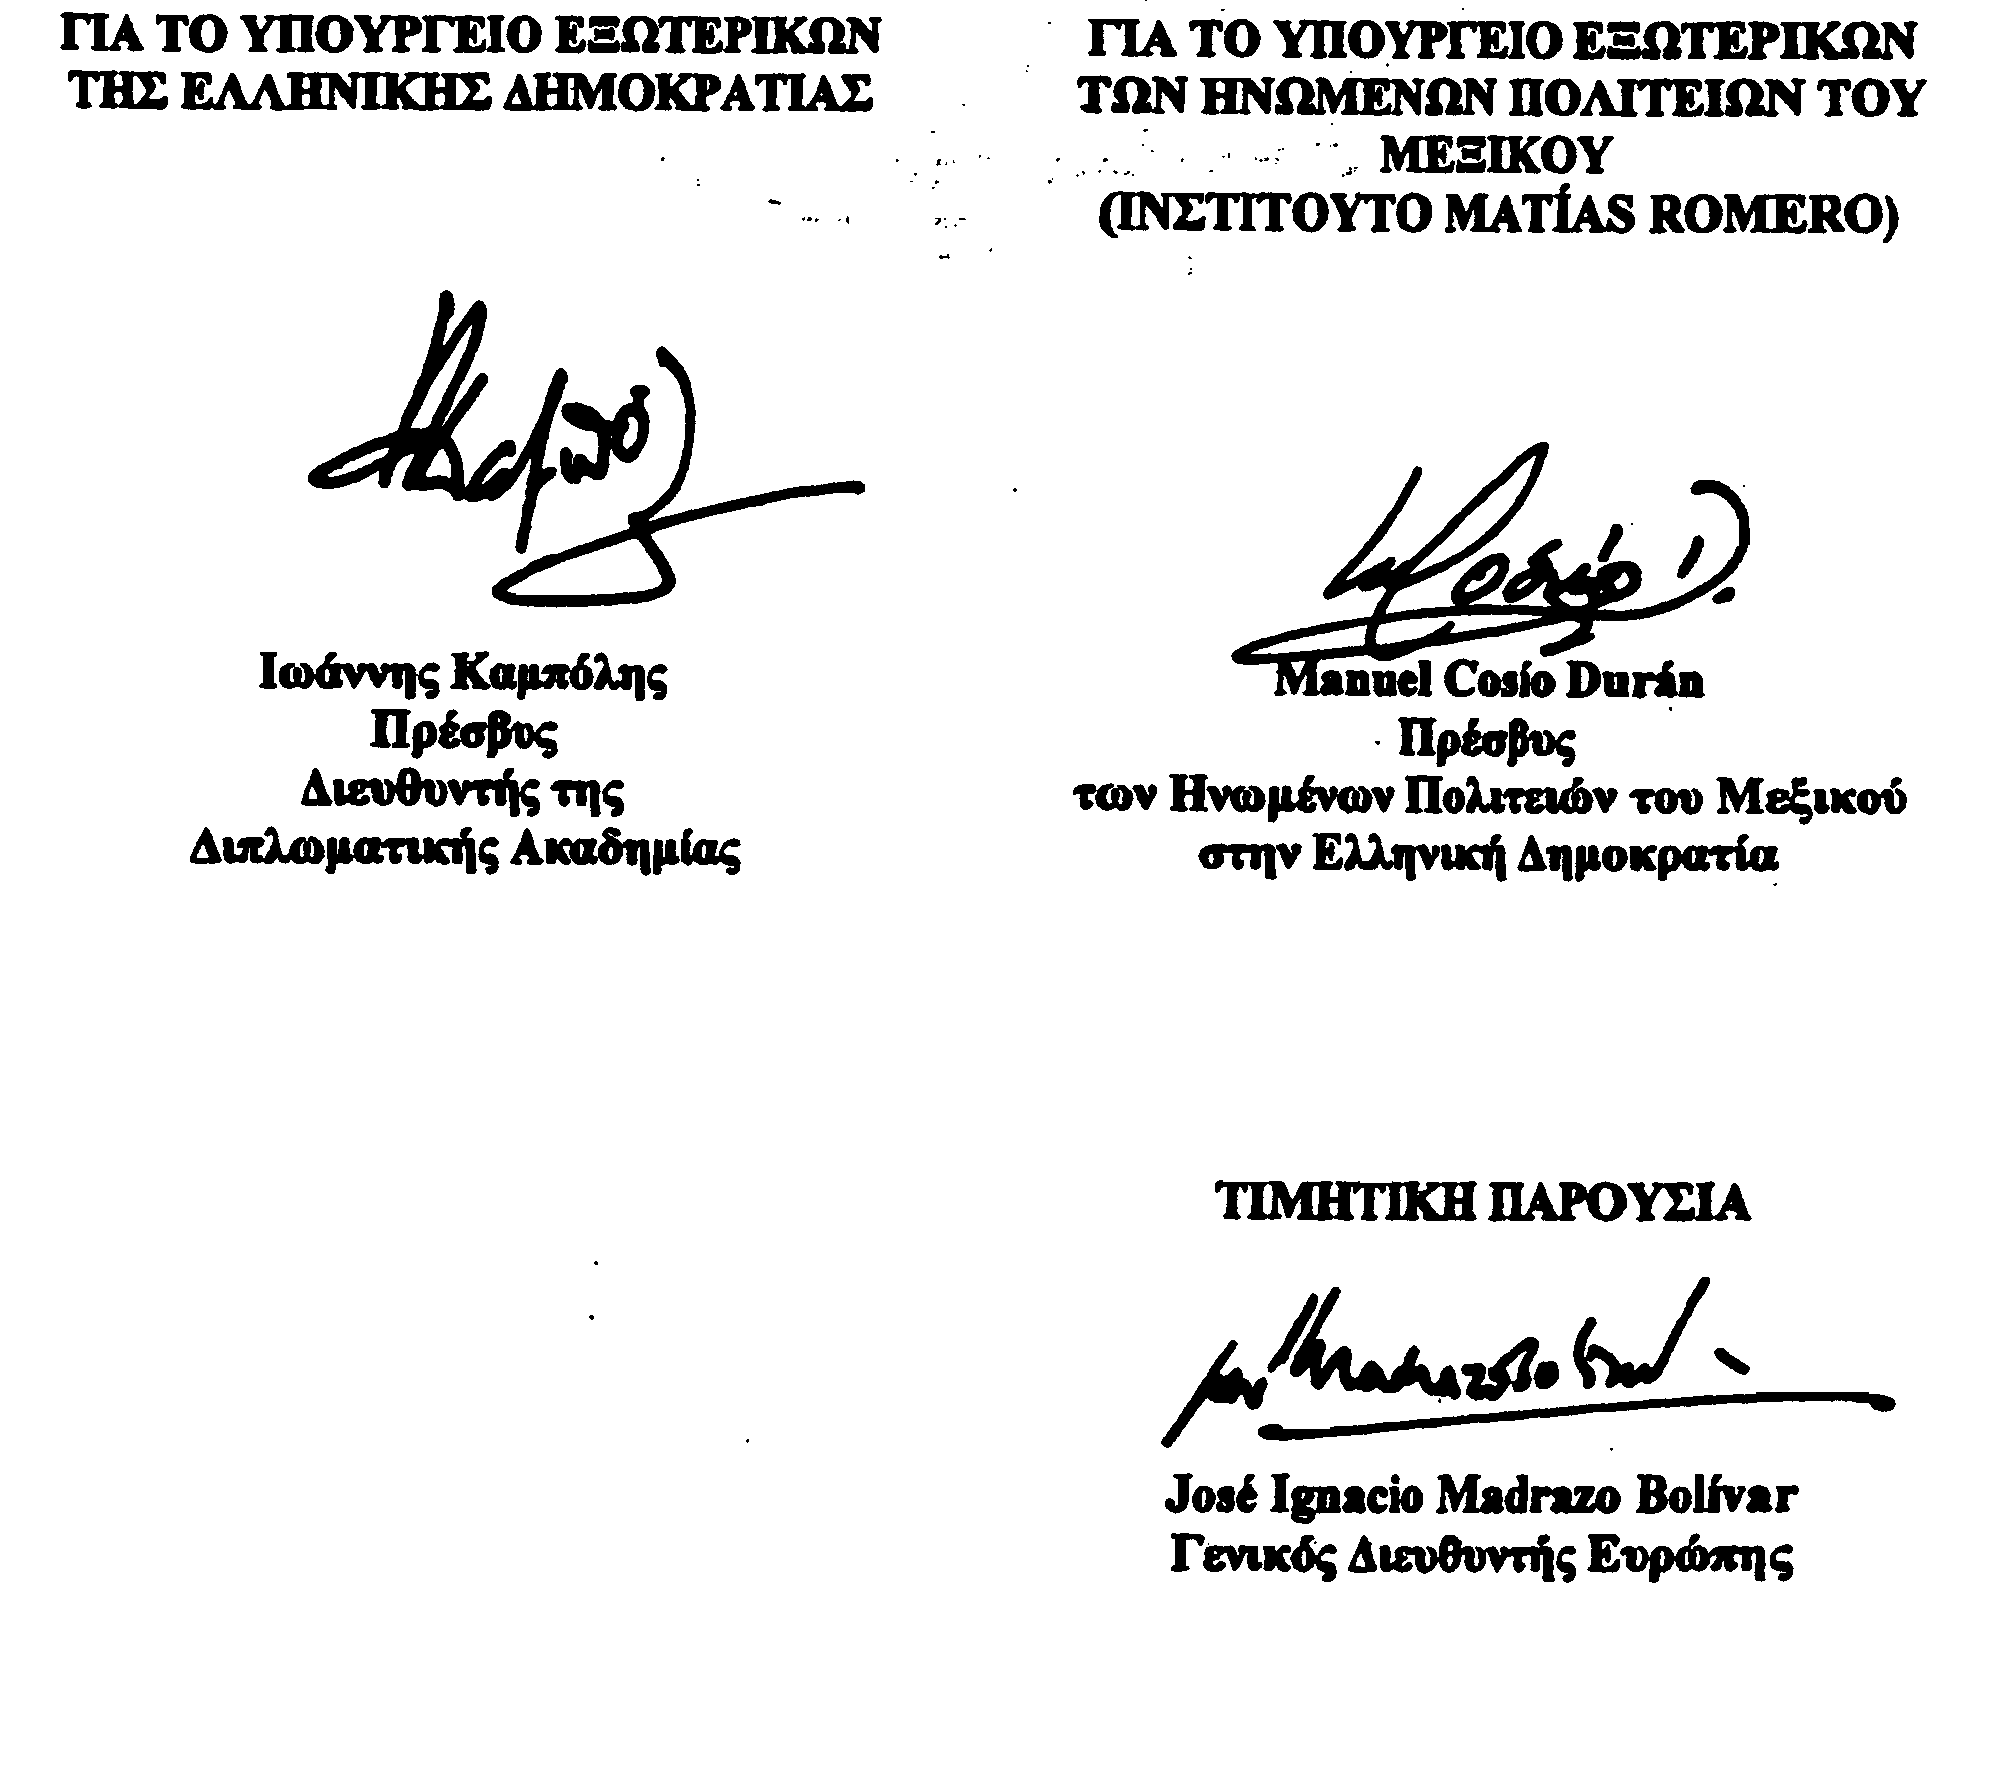 ΓΙΑ ΤΟ ΥΠΟΥΡΓΕΙΟ ΕΞΩΤΕΡΙΚΩΝ
ΤΗΣ ΕΛΛΗΝΙΚΗΣ ΔΗΜΟΚΡΑΤΙΑΣ
Ιωάννης Καμπόλης
Πρέσβυς
Διευθυντής της
Διπλωματικής Ακαδημίας
ΓΙΑ ΤΟ ΥΠΟΥΡΓΕΙΟ ΕΞΩΤΕΡΙΚΩΝ
ΤΩΝ ΗΝΩΜΕΝΩΝ ΠΟΛΙΤΕΙΩΝ ΤΟΥ
ΜΕΞΙΚΟΥ
(ΙΝΣΤΙΤΟΥΤΟ MATÍAS ROMERO)
Manuel Cosío Durán
Πρέσβυς
των Ηνωμένων Πολιτειών του Μεξικού
στην Ελληνική Δημοκρατία
ΤΙΜΗΤΙΚΗ ΠΑΡΟΥΣΙΑ
José Ignacio Madrazo Bolívar
Γενικός Διευθυντής Ευρώπης